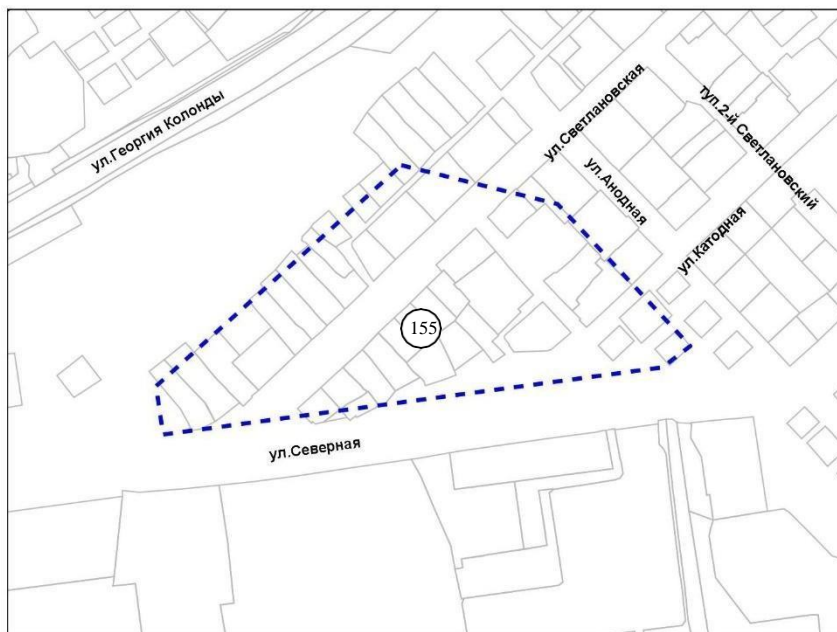 ул.Георгия Колонды
ул.Светлановская
туп.2-й Светлановский
ул.Анодная
ул.Катодная
155
ул.Северная